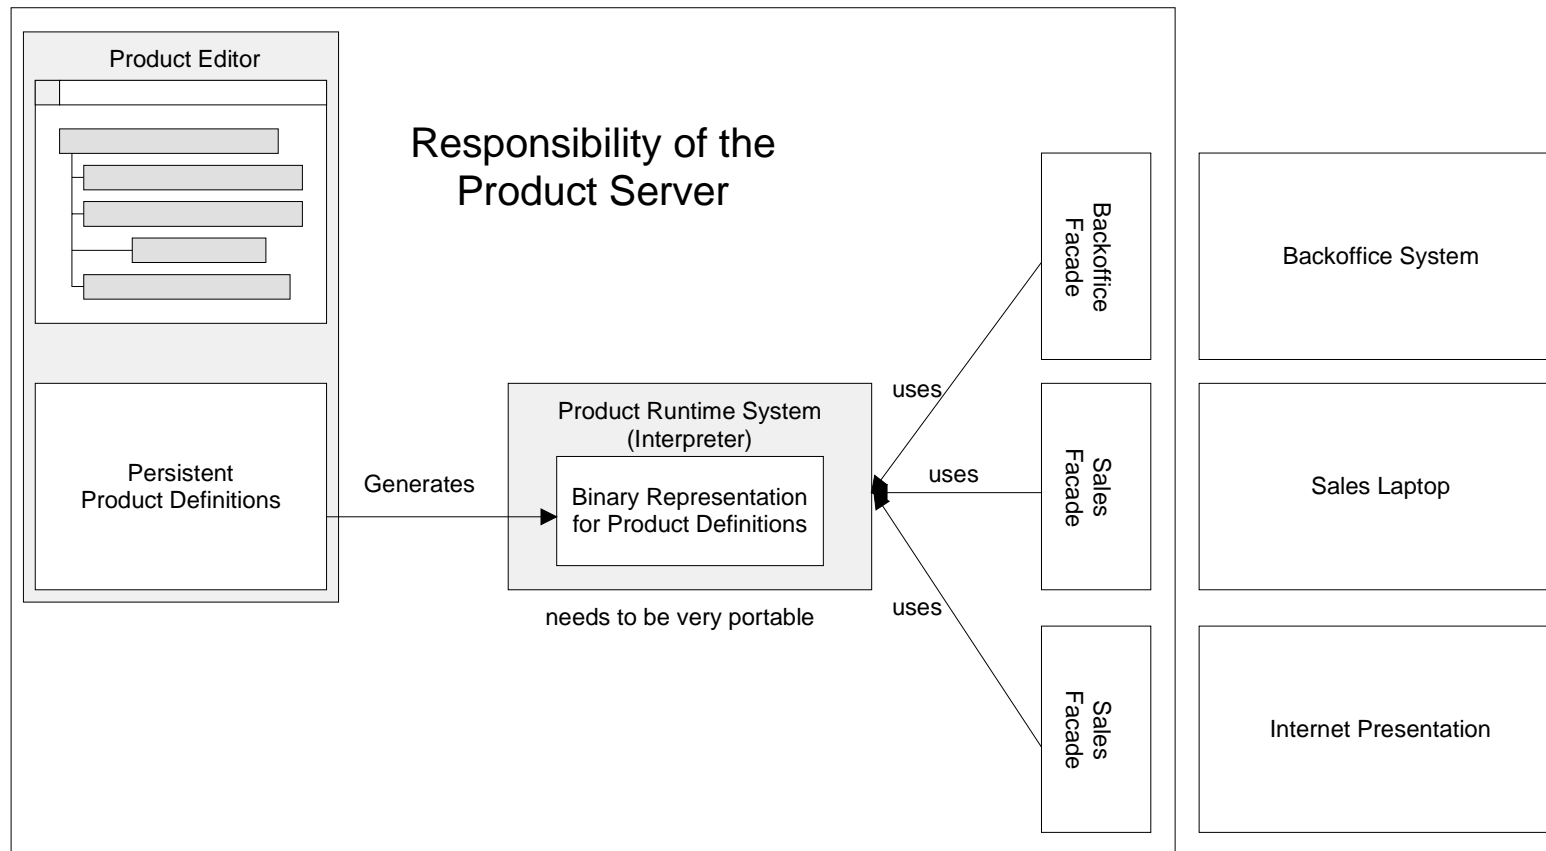 Product Editor
Responsibility of the
Product Server
Backoffice
Facade
Backoffice System
uses
Product Runtime System
(Interpreter)
Persistent
Product Definitions
Generates
Binary Representation
for Product Definitions
uses
Sales
Facade
Sales Laptop
needs to be very portable
uses
Sales
Facade
Internet Presentation